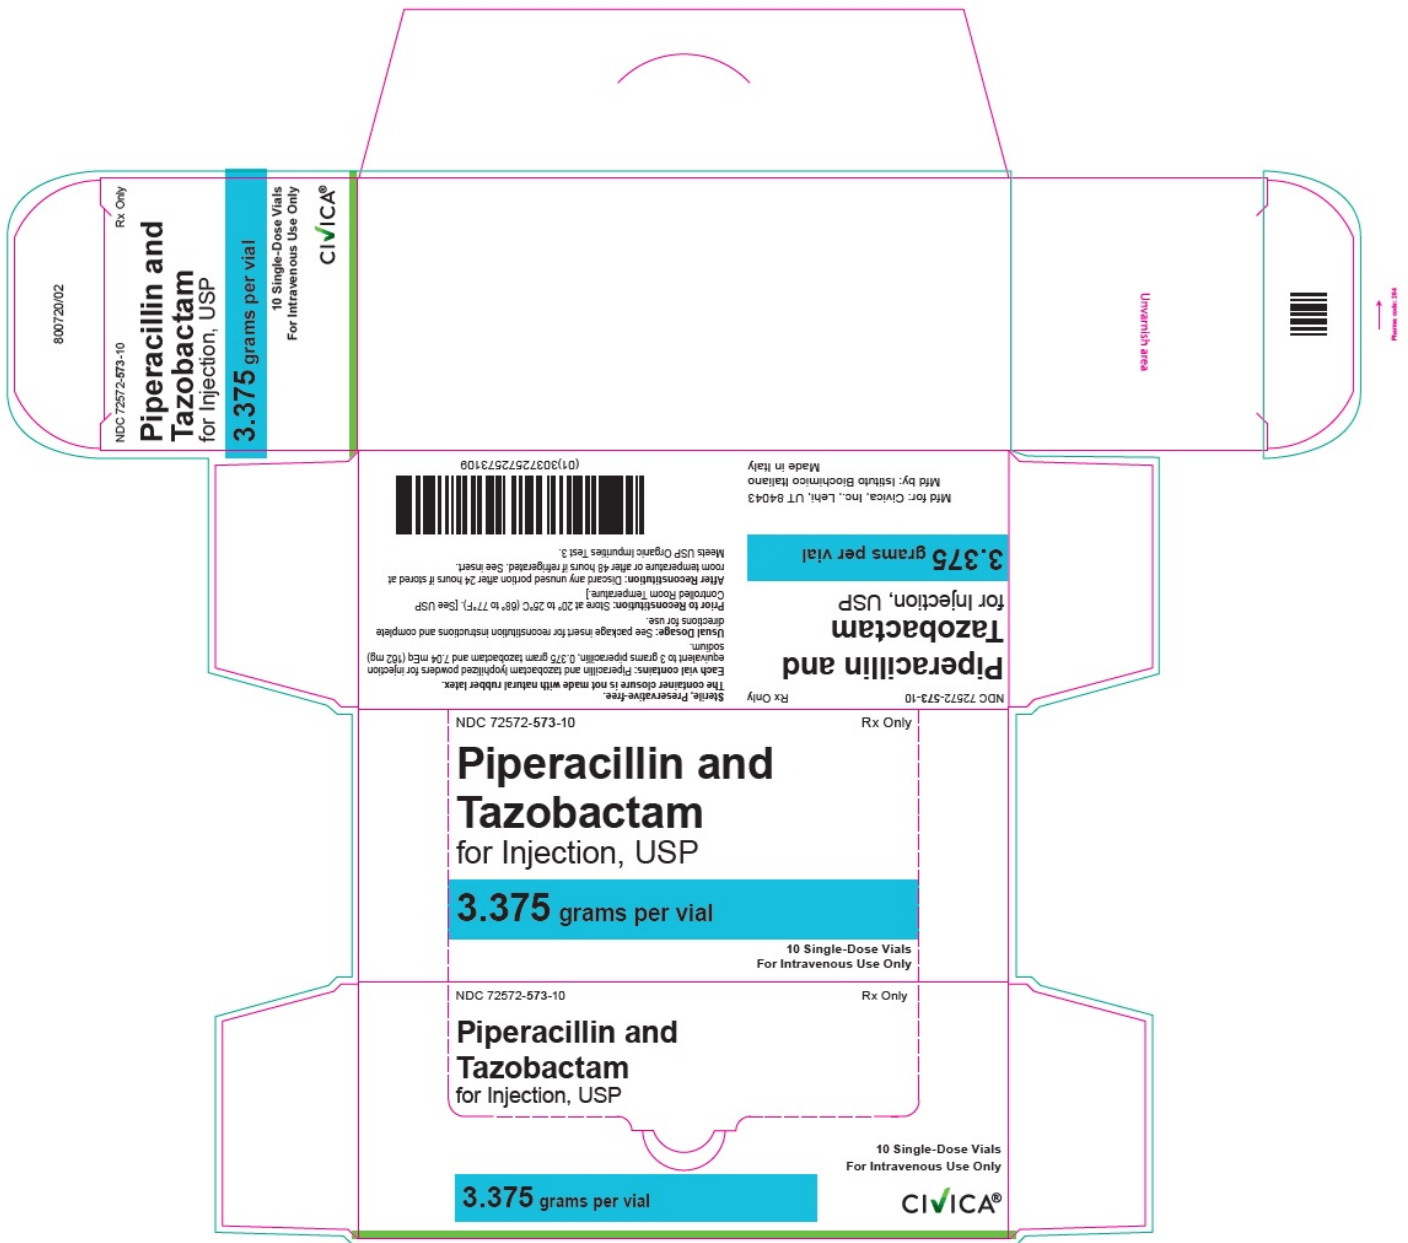 800720/02
NDC 72572-573-10
Rx Only
Piperacillin and
Tazobactam
for Injection, USP
3.375 grams per vial
10 Single-Dose Vials
For Intravenous Use Only
CIVICA®
Unvarnish area
Pharma code: 204
NDC 72572-573-10
Rx Only
Piperacillin and
Tazobactam
for Injection, USP
3.375 grams per vial
Mfd for: Civica, Inc., Lehi, UT 84043
Mfd by: Istituto Biochimico Italiano
Made in Italy
Sterile, Preservative-free.
The container closure is not made with natural rubber latex.
Each vial contains: Piperacillin and tazobactam lyophilized powders for injection
equivalent to 3 grams piperacillin, 0.375 gram tazobactam and 7.04 mEq (162 mg)
sodium.
Usual Dosage: See package insert for reconstitution instructions and complete
directions for use.
Prior to Reconstitution: Store at 20° to 25°C (68° to 77°F). [See USP
Controlled Room Temperature.]
After Reconstitution: Discard any unused portion after 24 hours if stored at
room temperature or after 48 hours if refrigerated. See insert.
Meets USP Organic Impurities Test 3.
(01)30372572573109
NDC 72572-573-10
Rx Only
Piperacillin and
Tazobactam
for Injection, USP
3.375 grams per vial
10 Single-Dose Vials
For Intravenous Use Only
NDC 72572-573-10
Rx Only
Piperacillin and
Tazobactam
for Injection, USP
10 Single-Dose Vials
For Intravenous Use Only
3.375 grams per vial
CIVICA®